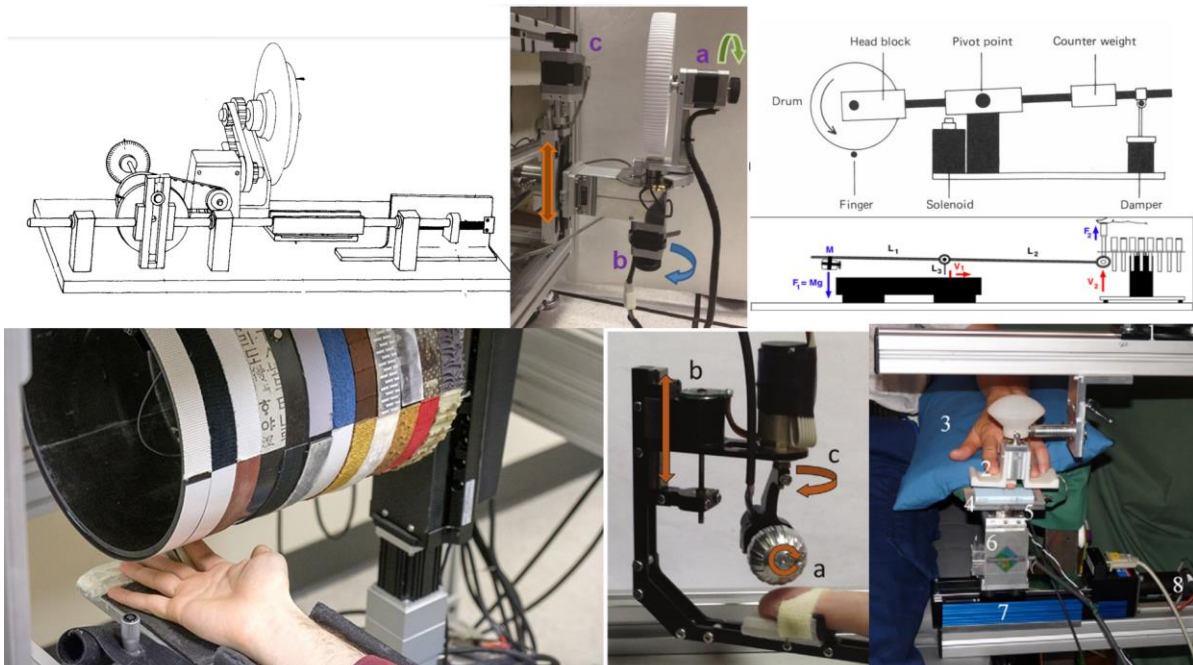 c
a
b
Head block
Pivot point
Counter weight
Drum
Finger
Solenoid
Damper
M
L₁
L₂
L₃
V₁
F₂
F₁ = Mg
V₂
b
c
a
3
2
4
5
6
7
8